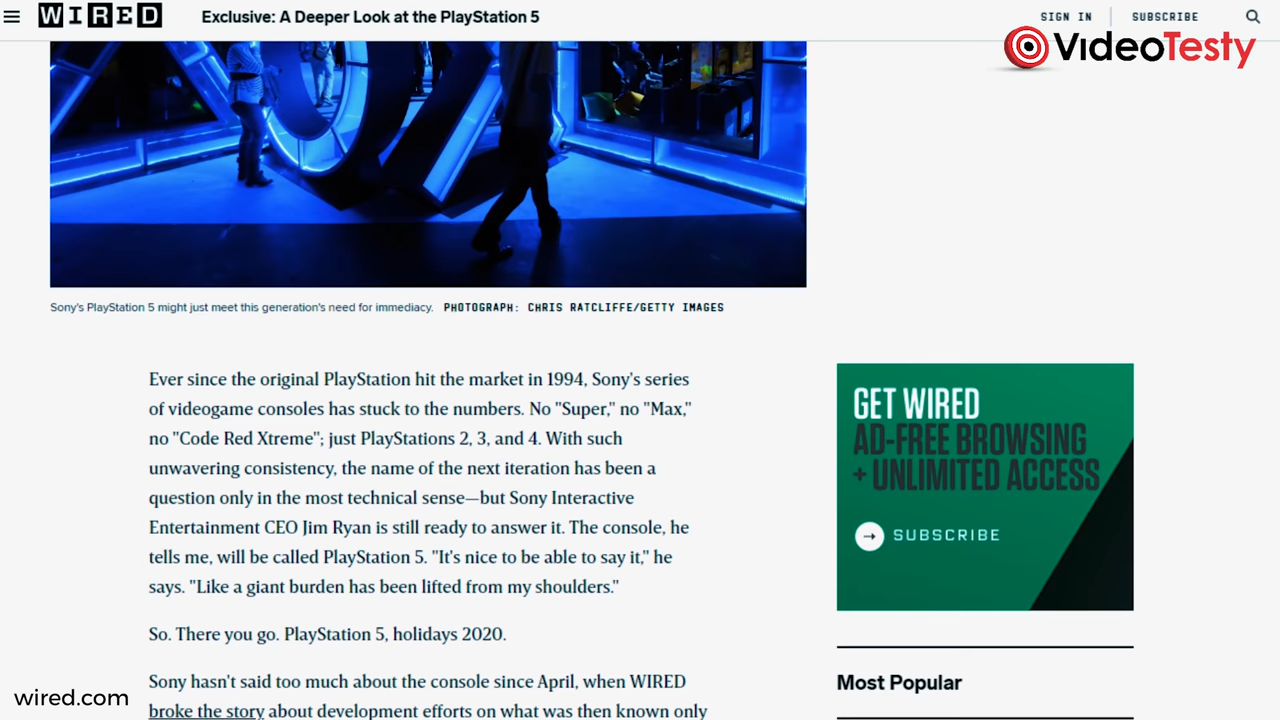 WIRED
Exclusive: A Deeper Look at the PlayStation 5
SIGN IN
SUBSCRIBE
VIDEOTESTY
Sony's PlayStation 5 might just meet this generation's need for immediacy. PHOTOGRAPH: CHRIS RATCLIFFE/GETTY IMAGES
Ever since the original PlayStation hit the market in 1994, Sony's series
of videogame consoles has stuck to the numbers. No "Super," no "Max,"
no "Code Red Xtreme"; just PlayStations 2, 3, and 4. With such
unwavering consistency, the name of the next iteration has been a
question only in the most technical sense—but Sony Interactive
Entertainment CEO Jim Ryan is still ready to answer it. The console, he
tells me, will be called PlayStation 5. "It's nice to be able to say it," he
says. "Like a giant burden has been lifted from my shoulders."
So. There you go. PlayStation 5, holidays 2020.
Sony hasn't said too much about the console since April, when WIRED
broke the story about development efforts on what was then known only
GET WIRED
AD-FREE BROWSING
+ UNLIMITED ACCESS
SUBSCRIBE
Most Popular
wired.com